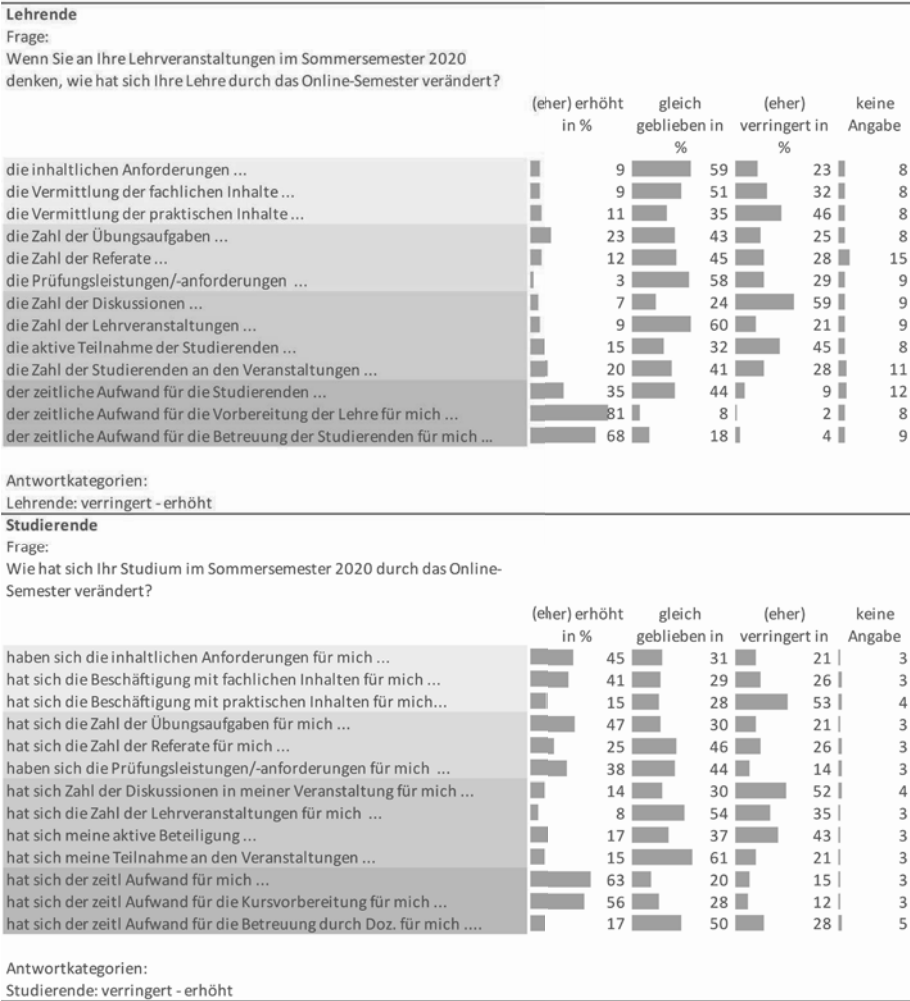 Lehrende
Frage:
Wenn Sie an Ihre Lehrveranstaltungen im Sommersemester 2020
denken, wie hat sich Ihre Lehre durch das Online-Semester verändert?
(eher) erhöht gleich (eher) keine
in % geblieben in verringert in Angabe
% %
die inhaltlichen Anforderungen ... 9 59 23 8
die Vermittlung der fachlichen Inhalte ... 9 51 32 8
die Vermittlung der praktischen Inhalte ... 11 35 46 8
die Zahl der Übungsaufgaben ... 23 43 25 8
die Zahl der Referate ... 12 45 28 15
die Prüfungsleistungen/-anforderungen ... 3 58 29 9
die Zahl der Diskussionen ... 7 24 59 9
die Zahl der Lehrveranstaltungen ... 9 60 21 9
die aktive Teilnahme der Studierenden ... 15 32 45 8
die Zahl der Studierenden an den Veranstaltungen ... 20 41 28 11
der zeitliche Aufwand für die Studierenden ... 35 44 9 12
der zeitliche Aufwand für die Vorbereitung der Lehre für mich ... 81 8 2 8
der zeitliche Aufwand für die Betreuung der Studierenden für mich ... 68 18 4 9
Antwortkategorien:
Lehrende: verringert - erhöht
Studierende
Frage:
Wie hat sich Ihr Studium im Sommersemester 2020 durch das Online-
Semester verändert?
(eher) erhöht gleich (eher) keine
in % geblieben in verringert in Angabe
haben sich die inhaltlichen Anforderungen für mich ... 45 31 21 3
hat sich die Beschäftigung mit fachlichen Inhalten für mich ... 41 29 26 3
hat sich die Beschäftigung mit praktischen Inhalten für mich... 15 28 53 4
hat sich die Zahl der Übungsaufgaben für mich ... 47 30 21 3
hat sich die Zahl der Referate für mich ... 25 46 26 3
haben sich die Prüfungsleistungen/-anforderungen für mich ... 38 44 14 3
hat sich Zahl der Diskussionen in meiner Veranstaltung für mich ... 14 30 52 4
hat sich die Zahl der Lehrveranstaltungen für mich ... 8 54 35 3
hat sich meine aktive Beteiligung ... 17 37 43 3
hat sich meine Teilnahme an den Veranstaltungen ... 15 61 21 3
hat sich der zeitl Aufwand für mich ... 63 20 15 3
hat sich der zeitl Aufwand für die Kursvorbereitung für mich ... 56 28 12 3
hat sich der zeitl Aufwand für die Betreuung durch Doz. für mich .... 17 50 28 5
Antwortkategorien:
Studierende: verringert - erhöht